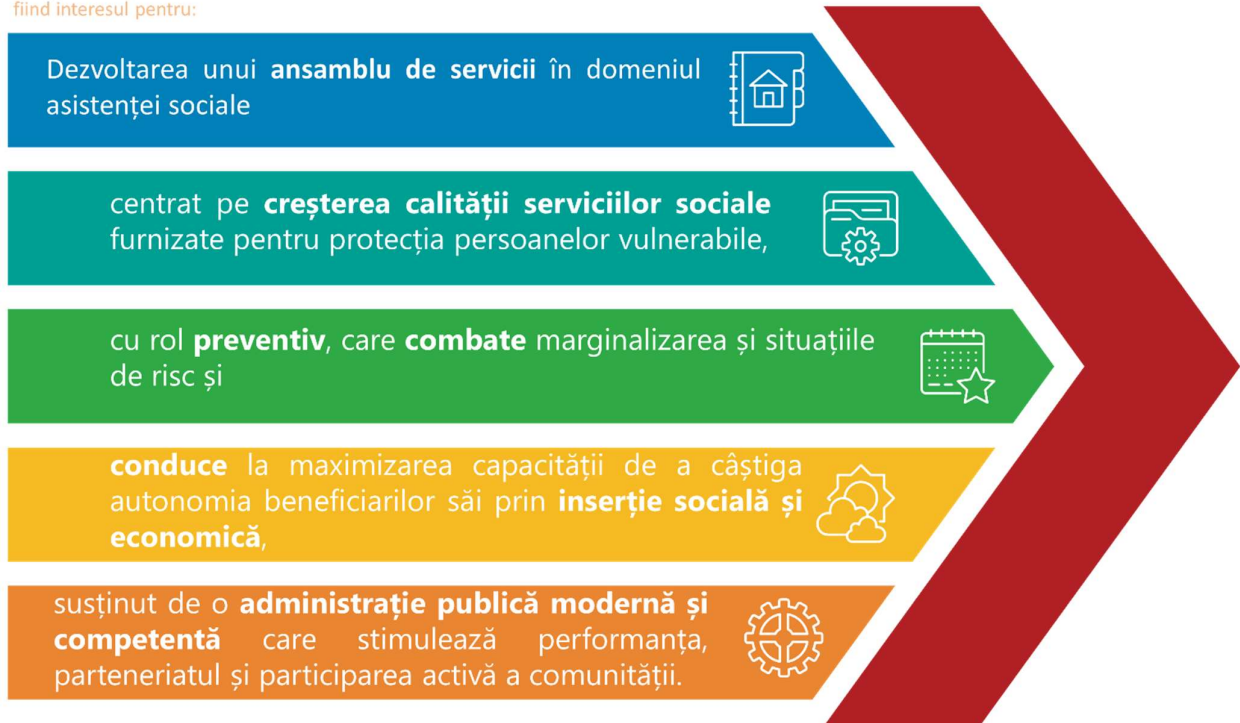 fiind interesul pentru:
Dezvoltarea unui ansamblu de servicii în domeniul
asistenței sociale
centrat pe creșterea calității serviciilor sociale
furnizate pentru protecția persoanelor vulnerabile,
cu rol preventiv, care combate marginalizarea și situațiile
de risc și
conduce la maximizarea capacității de a câștiga
autonomia beneficiarilor săi prin inserție socială și
economică,
susținut de o administrație publică modernă și
competentă care stimulează performanța,
parteneriatul și participarea activă a comunității.